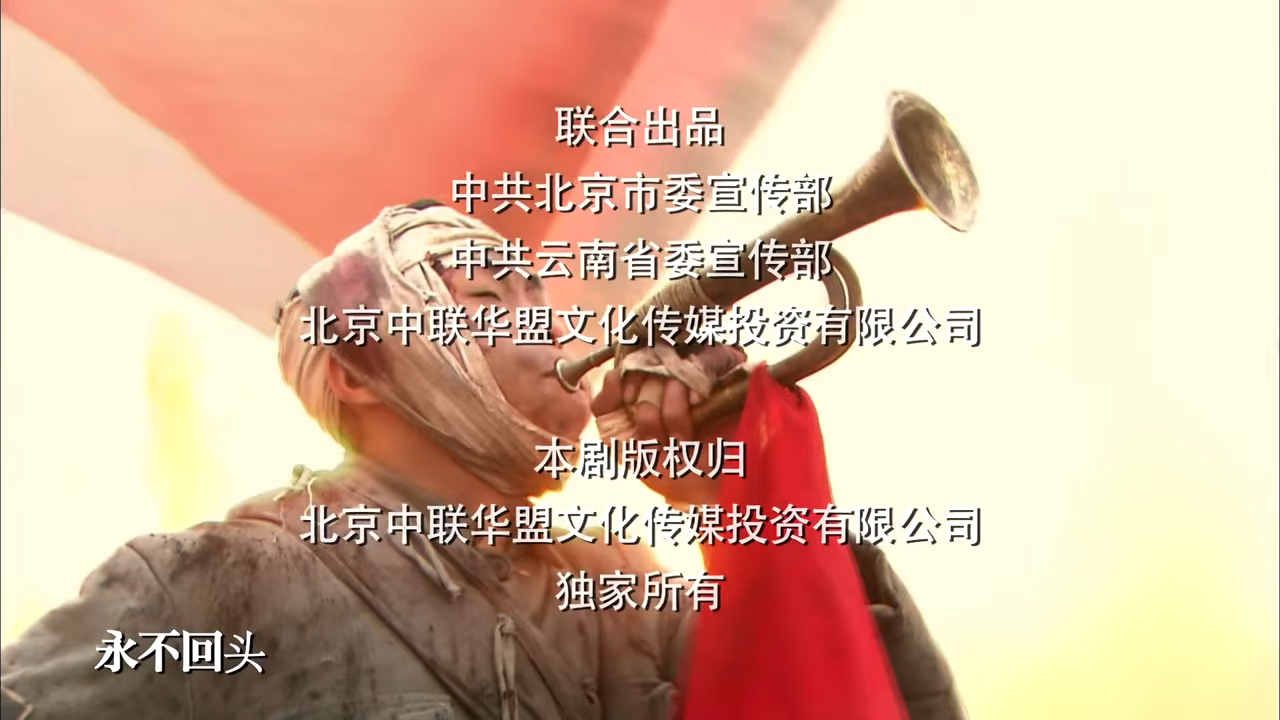 联合出品
中共北京市委宣传部
中共云南省委宣传部
北京中联华盟文化传媒投资有限公司
本剧版权归
北京中联华盟文化传媒投资有限公司
独家所有
永不回头